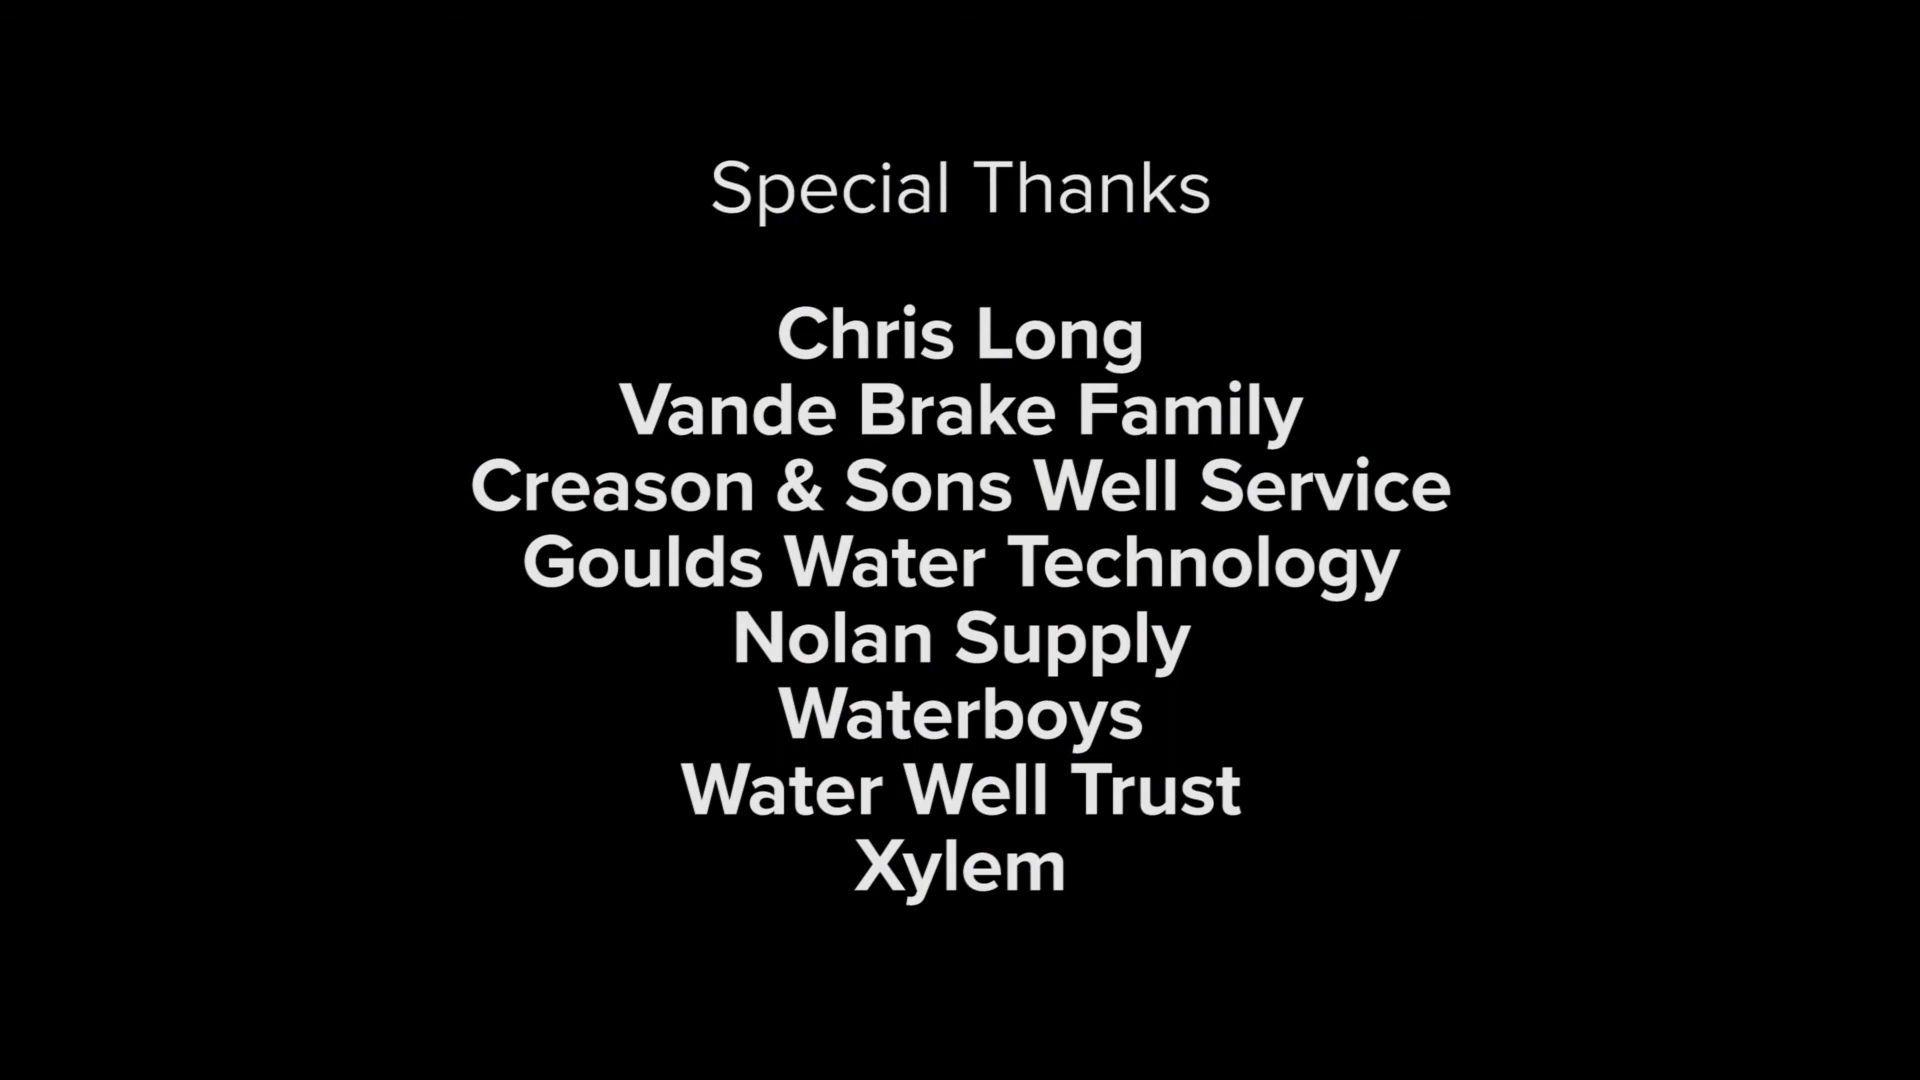 Special Thanks
Chris Long
Vande Brake Family
Creason & Sons Well Service
Goulds Water Technology
Nolan Supply
Waterboys
Water Well Trust
Xylem